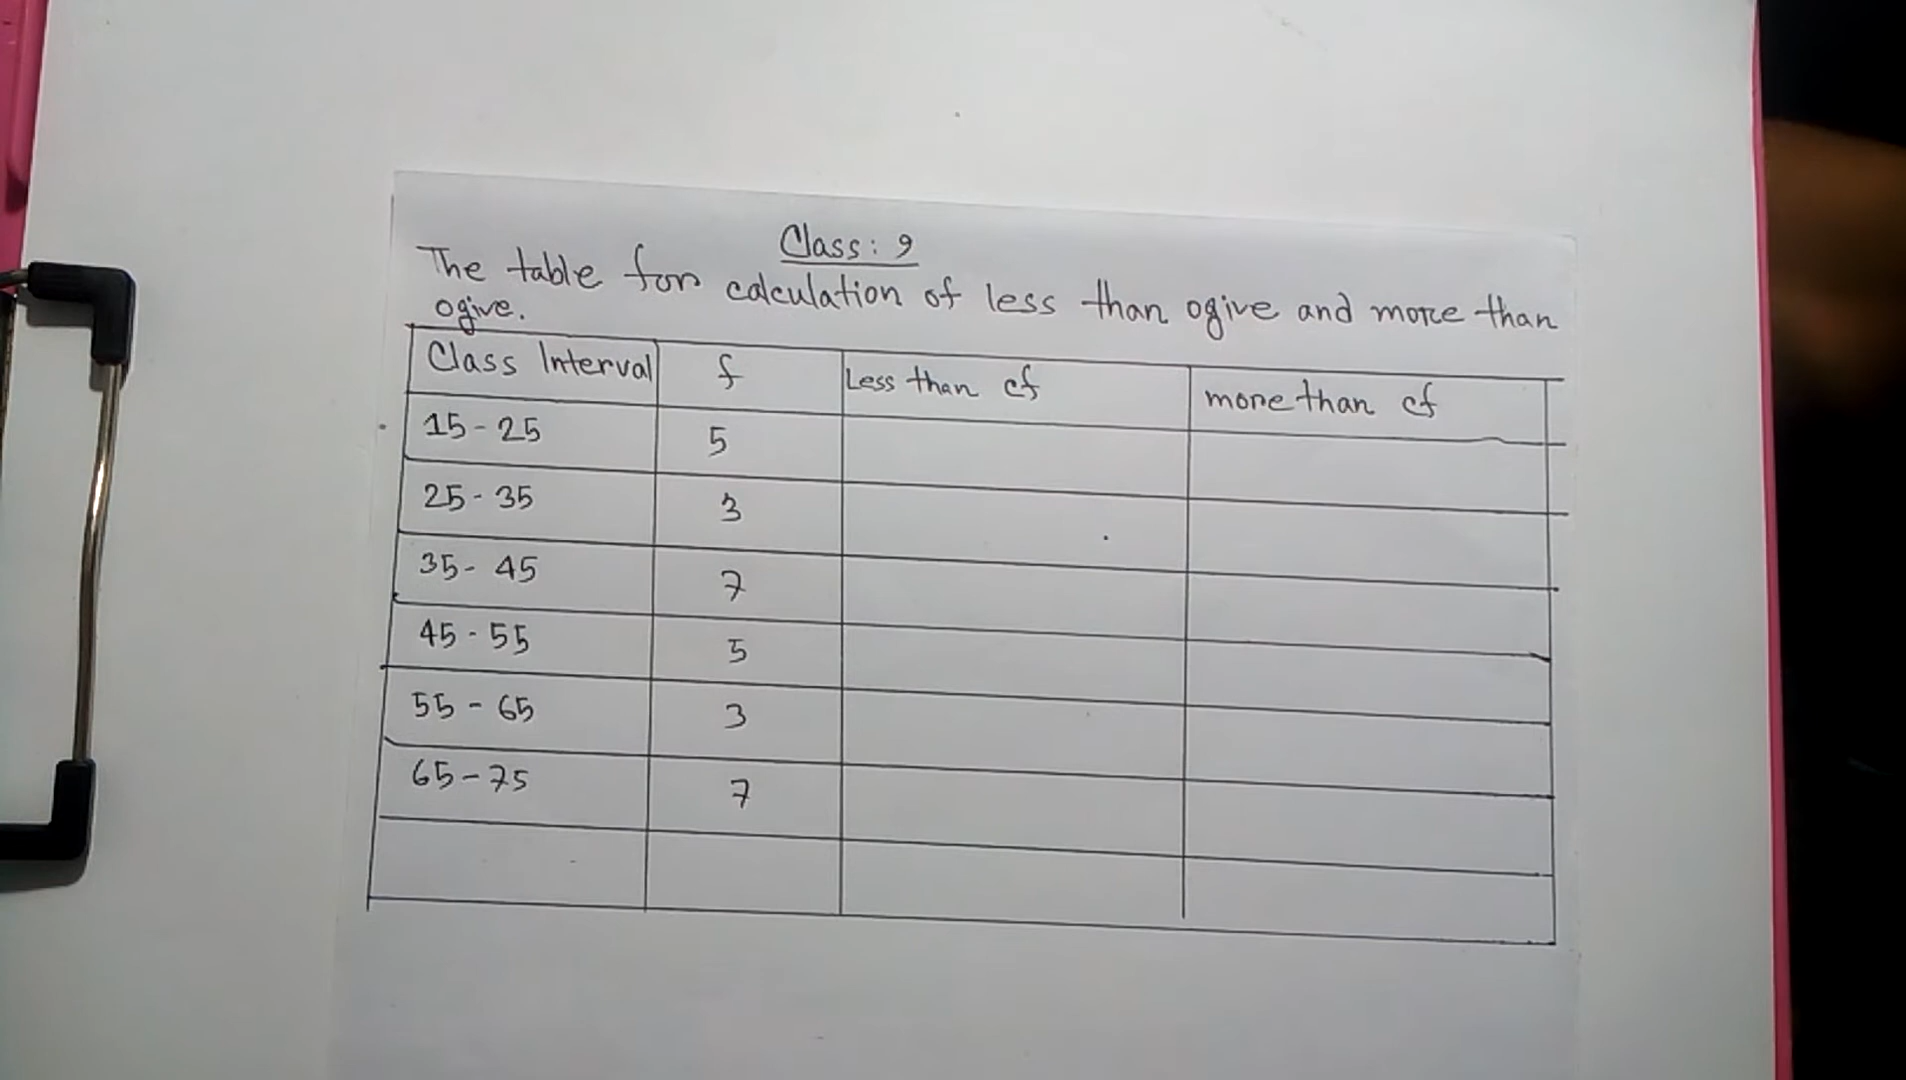 Class: 9
The table for calculation of less than ogive and more than
ogive.
Class Interval f Less than cf more than cf
15 - 25 5
25 - 35 3
35 - 45 7
45 - 55 5
55 - 65 3
65 - 75 7